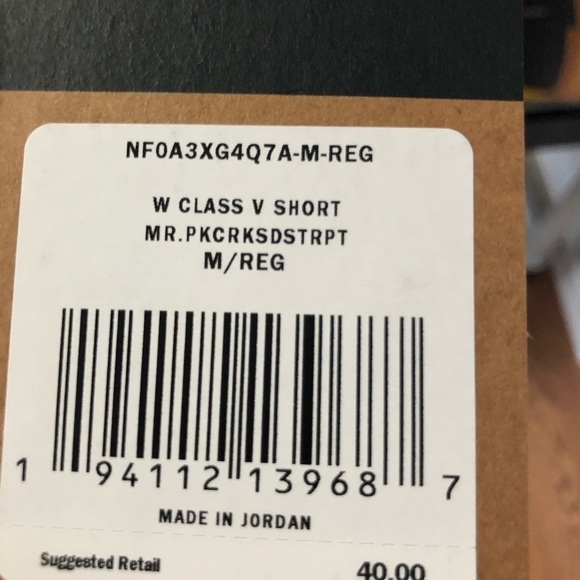 NF0A3XG4Q7A-M-REG
W CLASS V SHORT
MR.PKCRKSDSTRPT
M/REG
1 94112 13968 7
MADE IN JORDAN
Suggested Retail 40.00